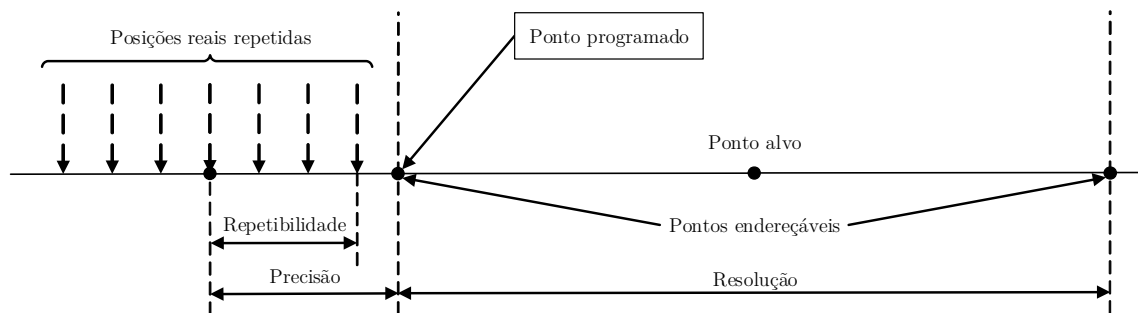 Posições reais repetidas
Ponto programado
Ponto alvo
Repetibilidade
Pontos endereçáveis
Precisão
Resolução